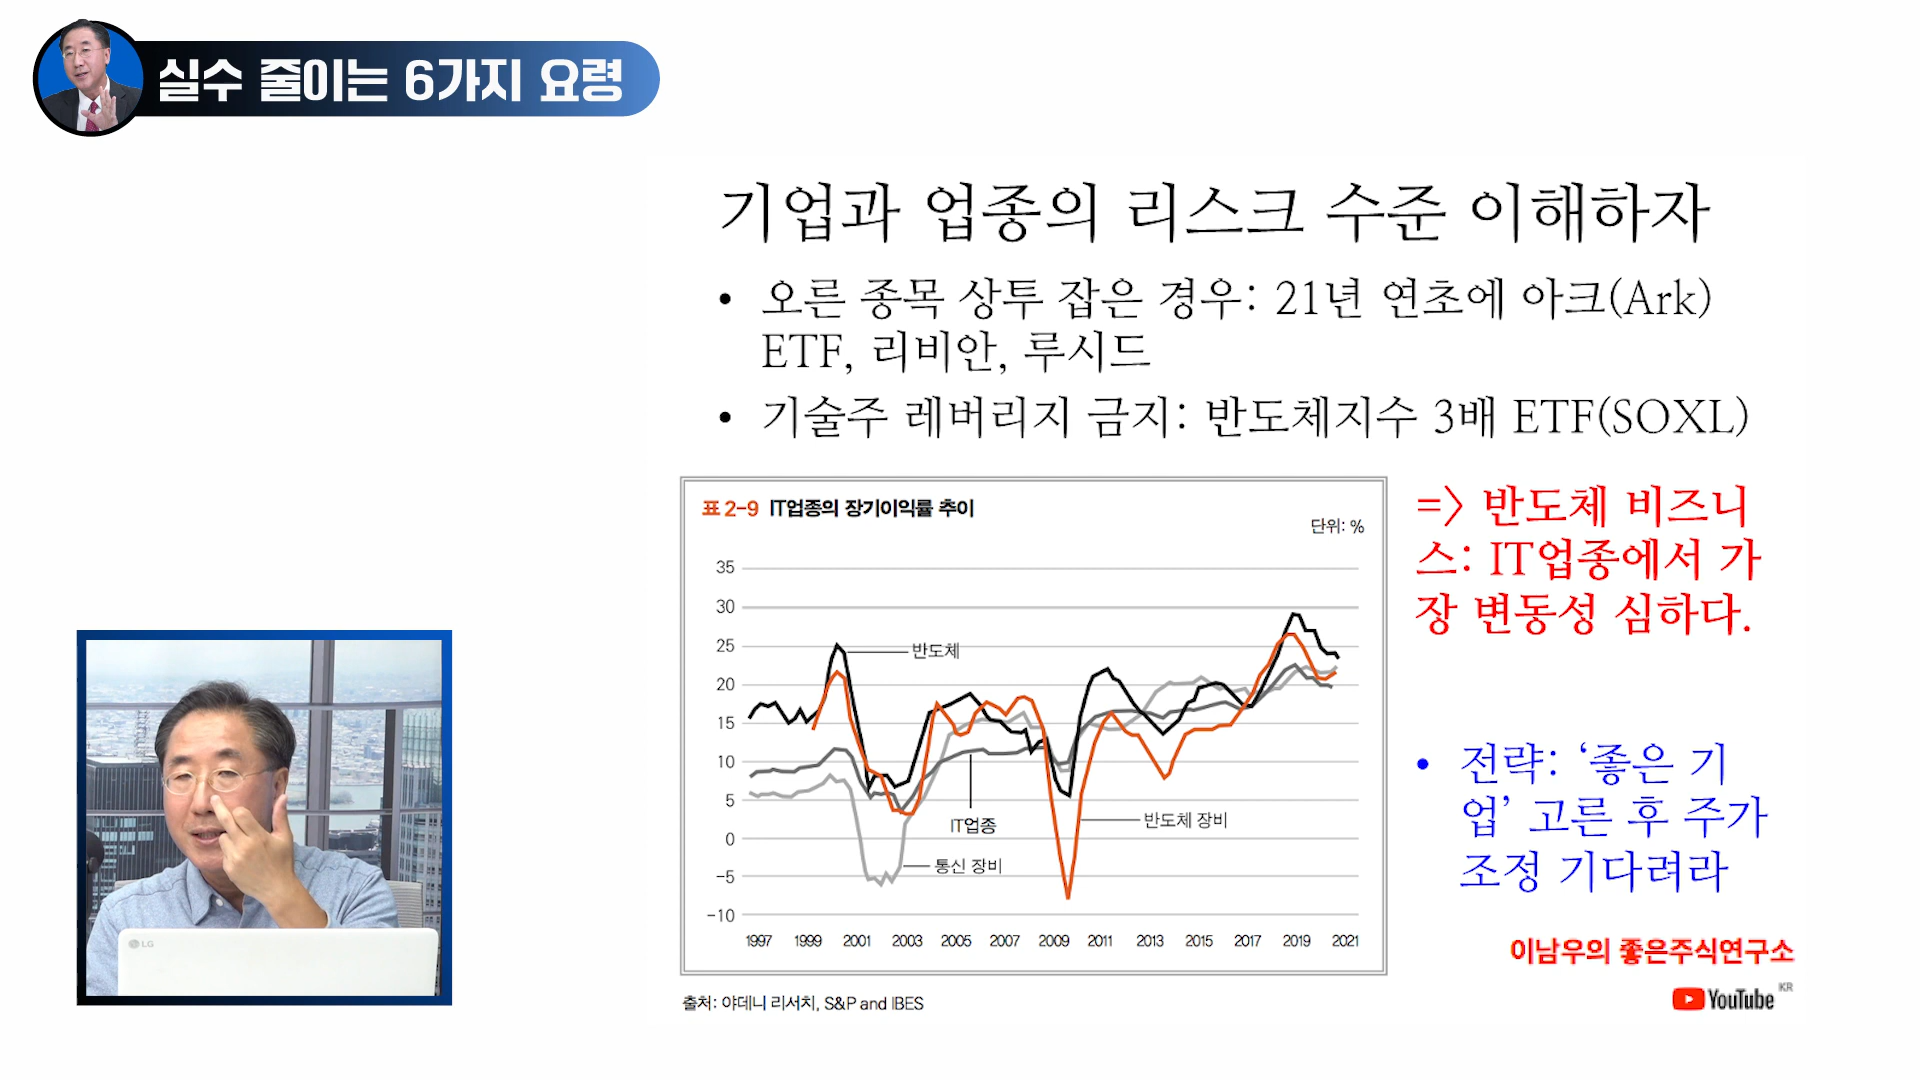 실수 줄이는 6가지 요령
기업과 업종의 리스크 수준 이해하자
• 오른 종목 상투 잡은 경우: 21년 연초에 아크(Ark)
ETF, 리비안, 루시드
• 기술주 레버리지 금지: 반도체지수 3배 ETF(SOXL)
표 2-9 IT업종의 장기이익률 추이
단위: %
35
30
25
20
15
10
5
0
-5
-10
반도체
IT업종
통신 장비
반도체 장비
1997 1999 2001 2003 2005 2007 2009 2011 2013 2015 2017 2019 2021
출처: 야데니 리서치, S&P and IBES
=> 반도체 비즈니
스: IT업종에서 가
장 변동성 심하다.
• 전략: ‘좋은 기
업’ 고른 후 주가
조정 기다려라
이남우의 좋은주식연구소
YouTube KR
LG